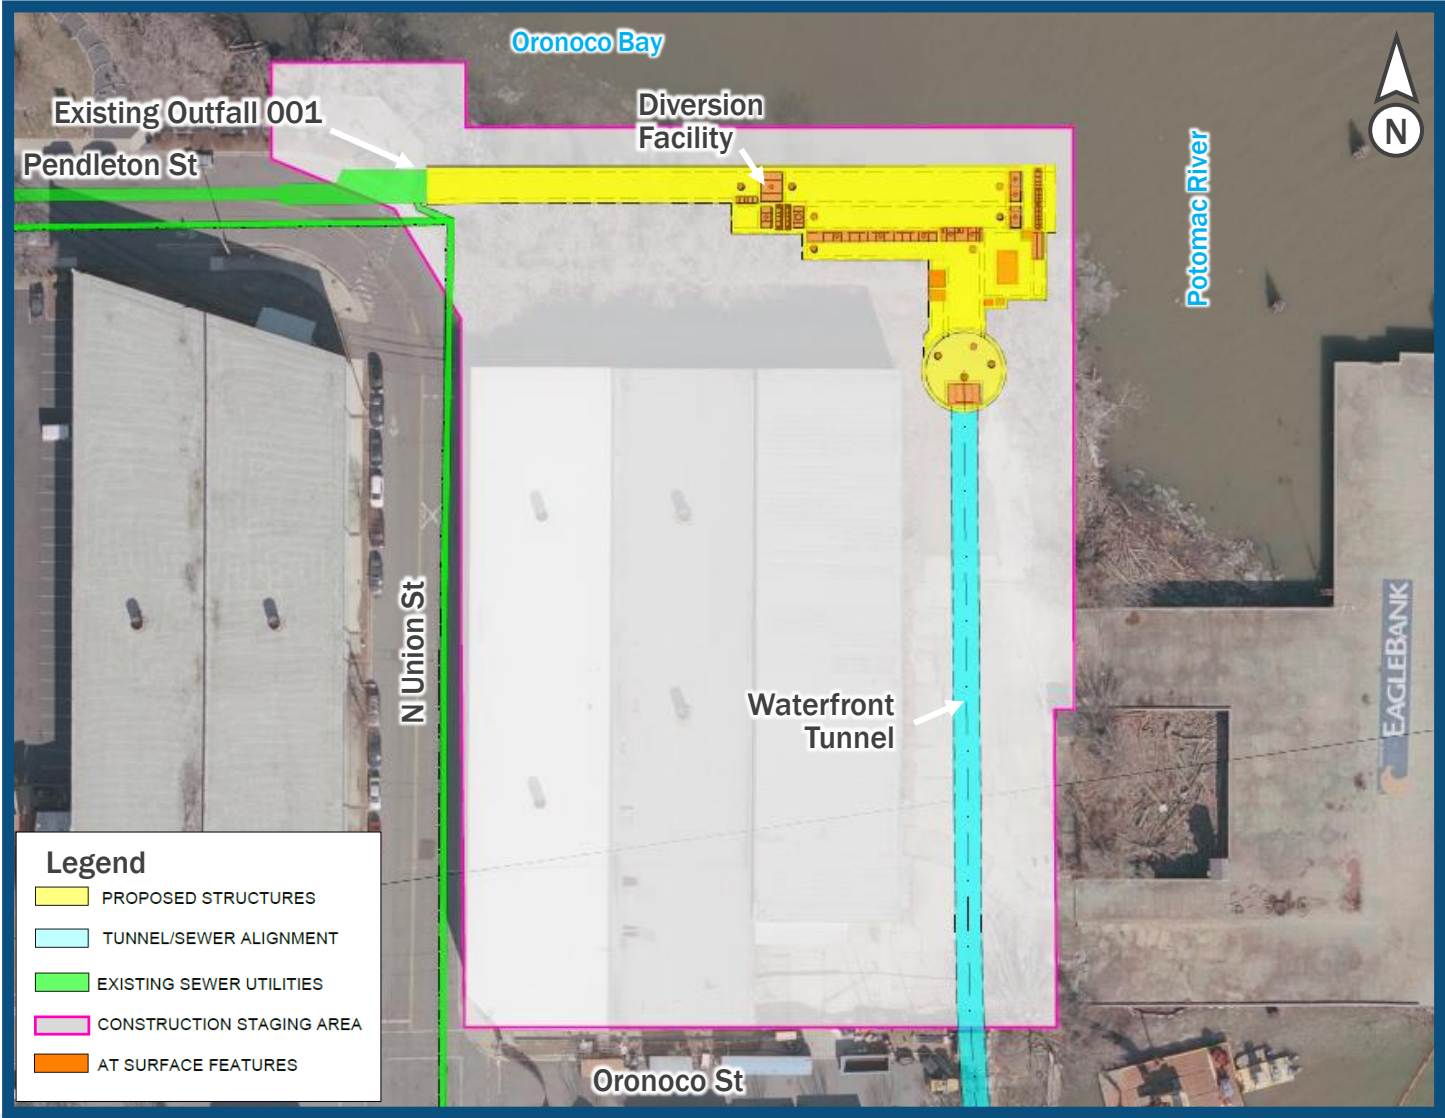 Oronoco Bay
Existing Outfall 001
Diversion
Facility
N
Pendleton St
Potomac River
N Union St
EAGLEBANK
Waterfront
Tunnel
Legend
PROPOSED STRUCTURES
TUNNEL/SEWER ALIGNMENT
EXISTING SEWER UTILITIES
CONSTRUCTION STAGING AREA
AT SURFACE FEATURES
Oronoco St